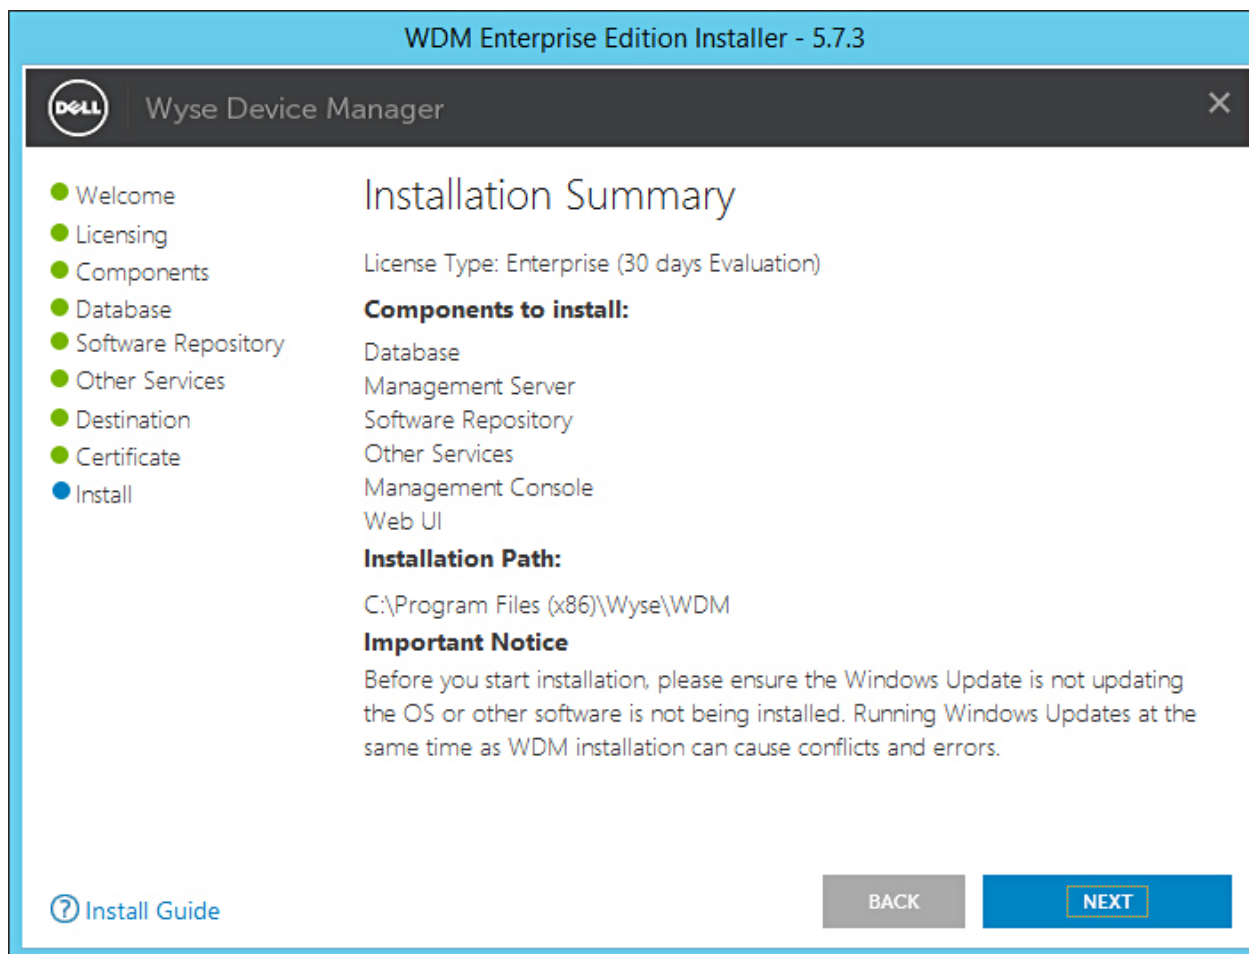 WDM Enterprise Edition Installer - 5.7.3
DELL
Wyse Device Manager
Welcome
Licensing
Components
Database
Software Repository
Other Services
Destination
Certificate
Install
Installation Summary
License Type: Enterprise (30 days Evaluation)
Components to install:
Database
Management Server
Software Repository
Other Services
Management Console
Web UI
Installation Path:
C:\Program Files (x86)\Wyse\WDM
Important Notice
Before you start installation, please ensure the Windows Update is not updating
the OS or other software is not being installed. Running Windows Updates at the
same time as WDM installation can cause conflicts and errors.
? Install Guide
BACK
NEXT